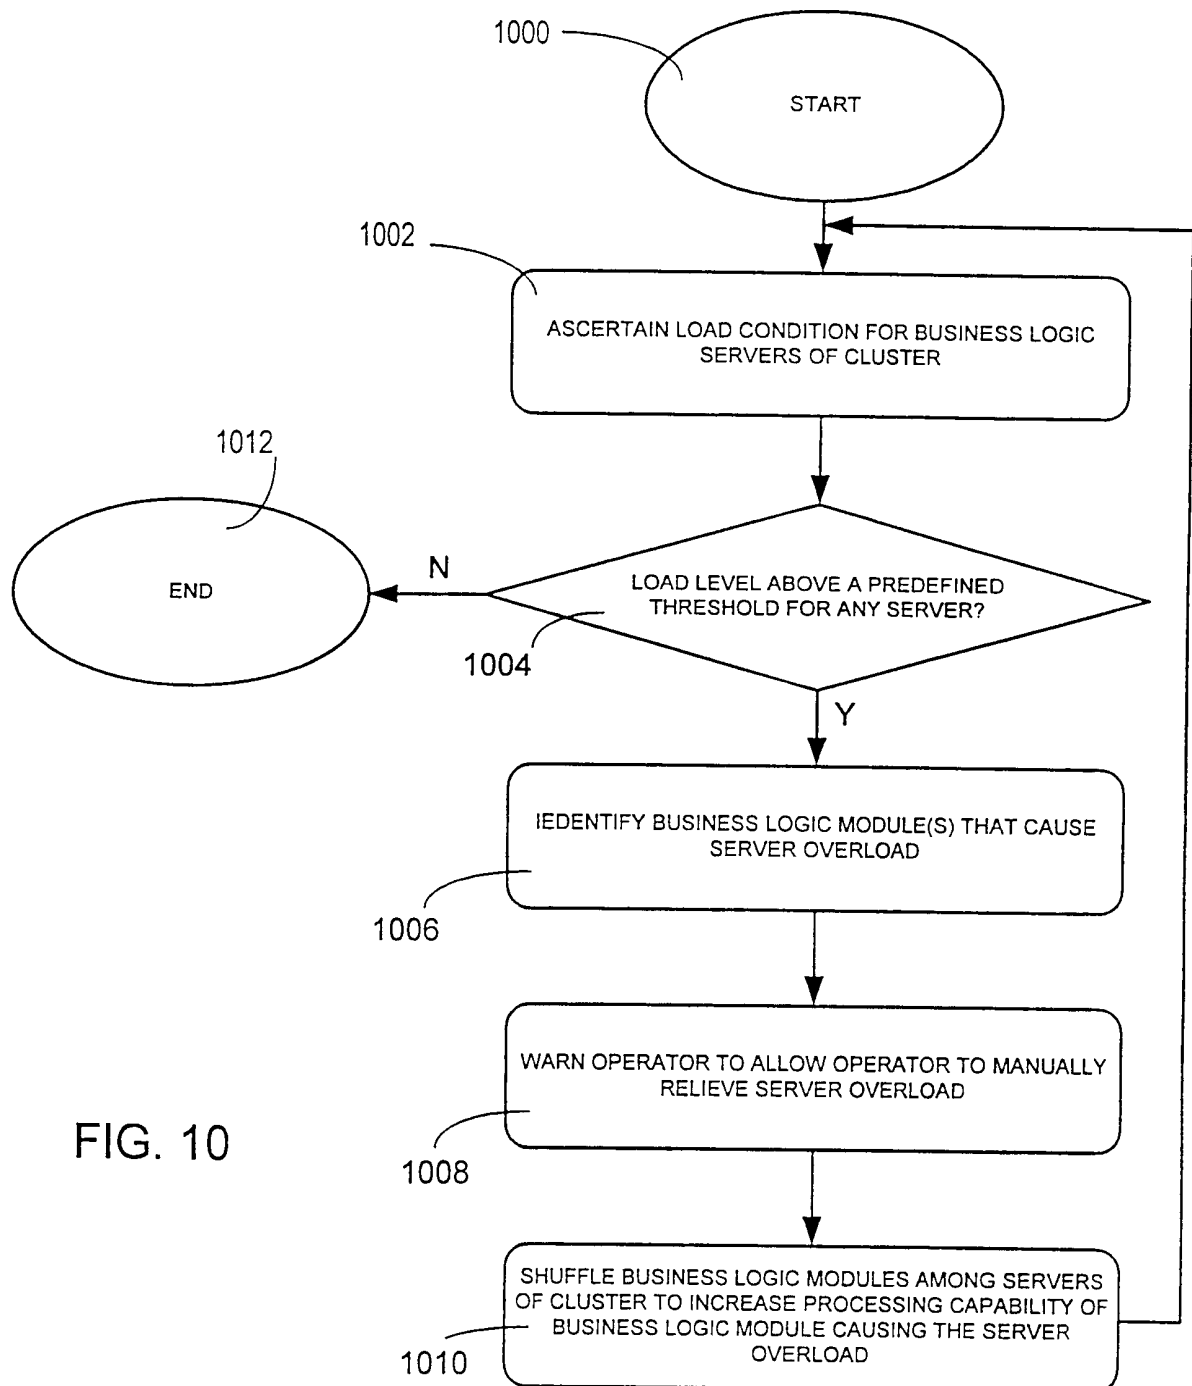 1000
START
1002
ASCERTAIN LOAD CONDITION FOR BUSINESS LOGIC
SERVERS OF CLUSTER
1012
END
N
LOAD LEVEL ABOVE A PREDEFINED
THRESHOLD FOR ANY SERVER?
1004
Y
IEDENTIFY BUSINESS LOGIC MODULE(S) THAT CAUSE
SERVER OVERLOAD
1006
WARN OPERATOR TO ALLOW OPERATOR TO MANUALLY
RELIEVE SERVER OVERLOAD
1008
FIG. 10
SHUFFLE BUSINESS LOGIC MODULES AMONG SERVERS
OF CLUSTER TO INCREASE PROCESSING CAPABILITY OF
BUSINESS LOGIC MODULE CAUSING THE SERVER
OVERLOAD
1010